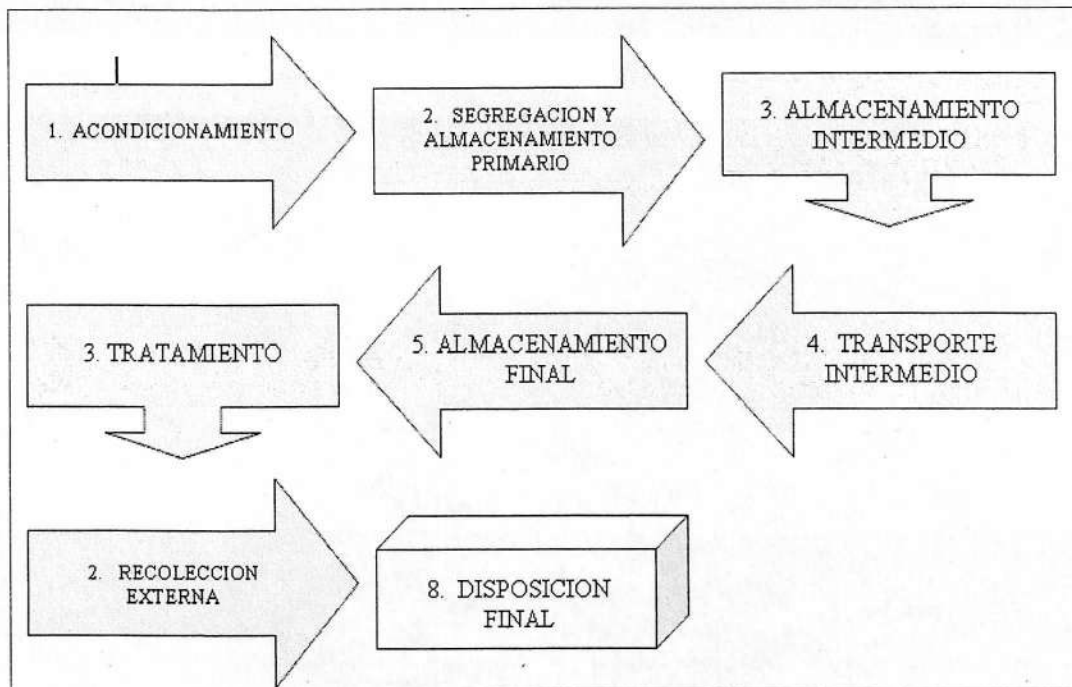 1. ACONDICIONAMIENTO
2. SEGREGACION Y
ALMACENAMIENTO
PRIMARIO
3. ALMACENAMIENTO
INTERMEDIO
3. TRATAMIENTO
5. ALMACENAMIENTO
FINAL
4. TRANSPORTE
INTERMEDIO
2. RECOLECCION
EXTERNA
8. DISPOSICION
FINAL